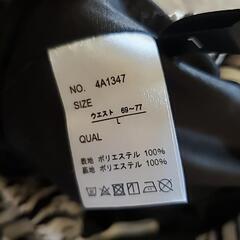 NO. 4A1347
SIZE
ウエスト 69〜77
L
QUAL
表地 ポリエステル 100%
裏地 ポリエステル 100%